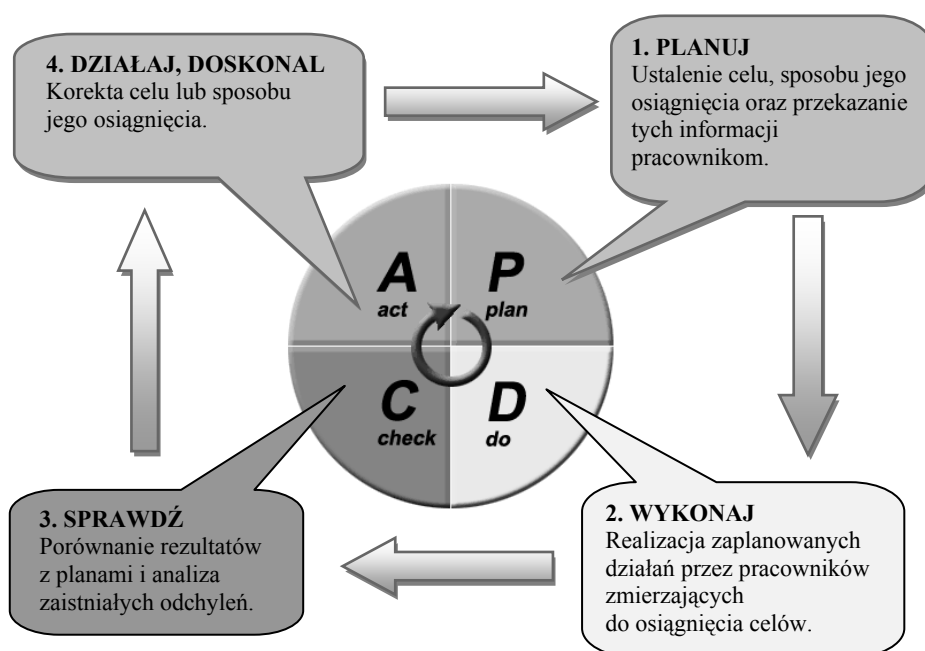 4. DZIAŁAJ, DOSKONAL
Korekta celu lub sposobu
jego osiągnięcia.
1. PLANUJ
Ustalenie celu, sposobu jego
osiągnięcia oraz przekazanie
tych informacji
pracownikom.
A
act
P
plan
C
check
D
do
3. SPRAWDŹ
Porównanie rezultatów
z planami i analiza
zaistniałych odchyleń.
2. WYKONAJ
Realizacja zaplanowanych
działań przez pracowników
zmierzających
do osiągnięcia celów.